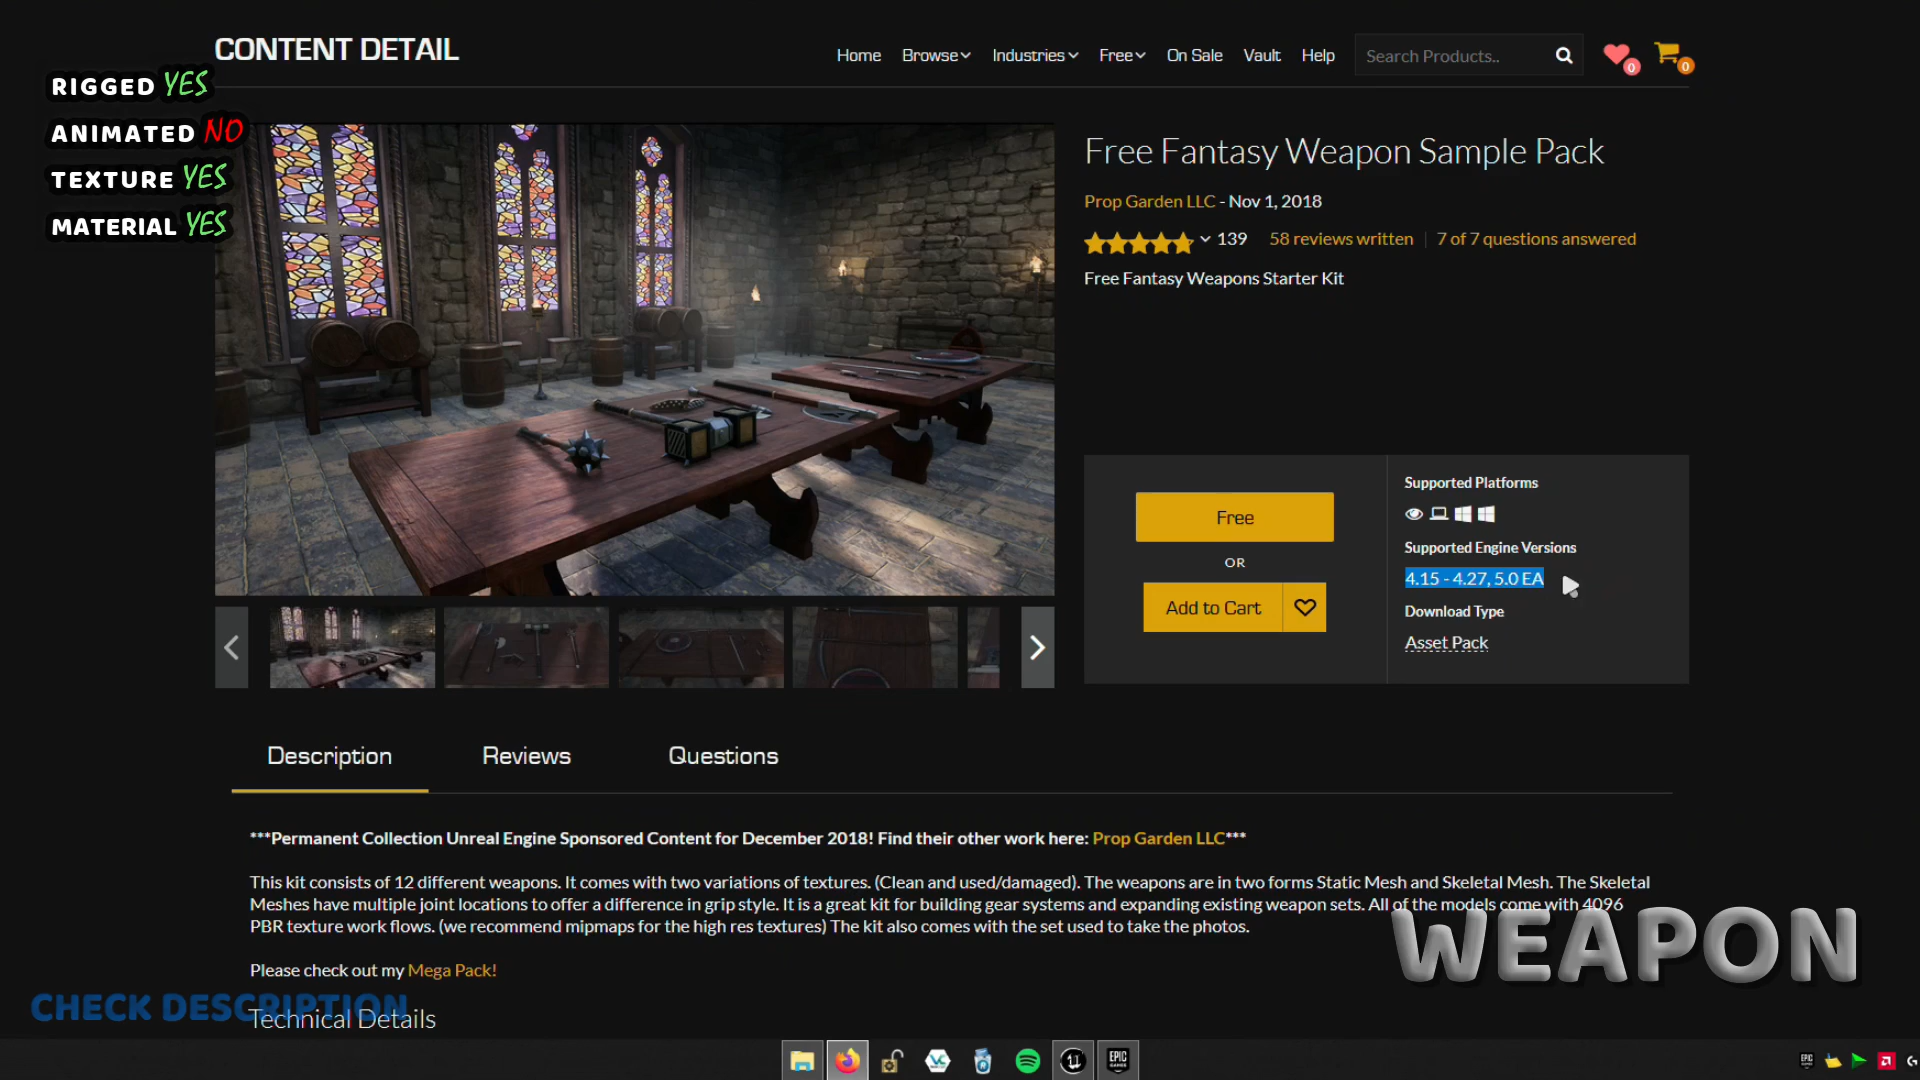 CONTENT DETAIL
Home Browse Industries Free On Sale Vault Help Search Products.. 0 0
RIGGED YES
ANIMATED NO
TEXTURE YES
MATERIAL YES
Free Fantasy Weapon Sample Pack
Prop Garden LLC - Nov 1, 2018
139 58 reviews written 7 of 7 questions answered
Free Fantasy Weapons Starter Kit
Free
OR
Add to Cart
Supported Platforms
Supported Engine Versions
4.15 - 4.27, 5.0 EA
Download Type
Asset Pack
Description Reviews Questions
***Permanent Collection Unreal Engine Sponsored Content for December 2018! Find their other work here: Prop Garden LLC***
This kit consists of 12 different weapons. It comes with two variations of textures. (Clean and used/damaged). The weapons are in two forms Static Mesh and Skeletal Mesh. The Skeletal
Meshes have multiple joint locations to offer a difference in grip style. It is a great kit for building gear systems and expanding existing weapon sets. All of the models come with 4096
PBR texture work flows. (we recommend mipmaps for the high res textures) The kit also comes with the set used to take the photos.
WEAPON
Please check out my Mega Pack!
CHECK DESCRIPTION
Technical Details
EPIC GAMES
EPIC